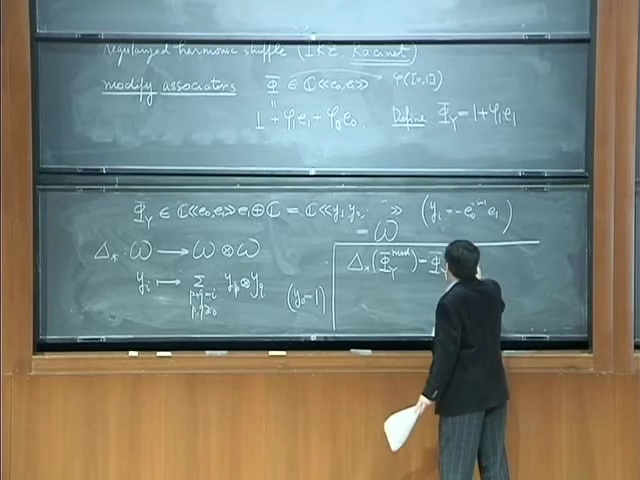 regularized harmonic shuffle (IKZ, Racinet)
modify associators Φ ∈ ℂ<<e₀,e₁>> φ([0,1])
"
1 + φ₁e₁ + φ₀e₀ Define Φ_Y = 1+φ₁e₁
Φ_Y ∈ ℂ<<e₀,e₁>>e₁⊕ℂ = ℂ<<y₁,y₂, >> (y_i = -e₀^{i-1}e₁)
= 𝒲
Δ_* : 𝒲 → 𝒲 ⊗ 𝒲
Δ_*(Φ_Y^{mod}) = Φ_Y
y_i ↦ Σ_{p+q=i, p,q≥0} y_p ⊗ y_q (y₀=1)